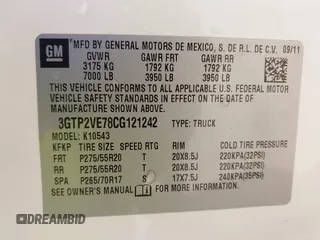 GM
MFD BY GENERAL MOTORS DE MEXICO, S. DE R.L. DE C.V. 09/11
GVWR GAWR FRT GAWR RR
3175 KG 1792 KG 1792 KG
7000 LB 3950 LB 3950 LB
THIS VEHICLE CONFORMS TO ALL APPLICABLE U.S. FEDERAL MOTOR VEHICLE SAFETY AND THEFT PREVENTION STANDARDS IN EFFECT ON THE DATE OF
MANUFACTURE SHOWN ABOVE.
3GTP2VE78CG121242 TYPE: TRUCK
MODEL: K10543
KFKP TIRE SIZE SPEED RTG RIM COLD TIRE PRESSURE
FRT P275/55R20 T 20X8.5J 220KPA(32PSI)
RR P275/55R20 T 20X8.5J 220KPA(32PSI)
SPA P265/70R17 T 17X7.5J 240KPA(35PSI)
SEE OWNER'S MANUAL FOR MORE INFORMATION.
DREAMBID